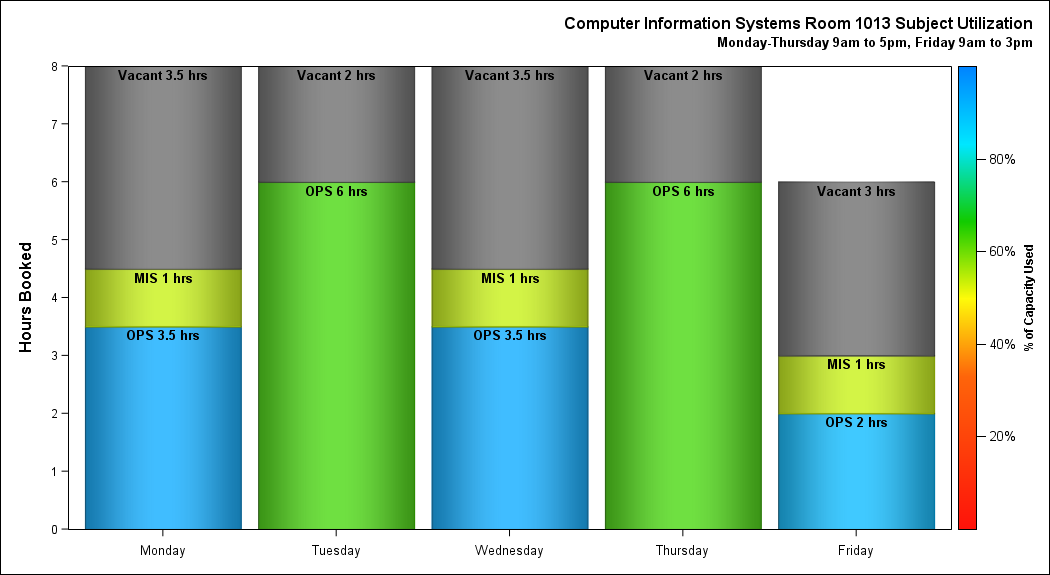 Computer Information Systems Room 1013 Subject Utilization
Monday-Thursday 9am to 5pm, Friday 9am to 3pm
Hours Booked
8
7
6
5
4
3
2
1
0
Vacant 3.5 hrs
MIS 1 hrs
OPS 3.5 hrs
Vacant 2 hrs
OPS 6 hrs
Vacant 3.5 hrs
MIS 1 hrs
OPS 3.5 hrs
Vacant 2 hrs
OPS 6 hrs
Vacant 3 hrs
MIS 1 hrs
OPS 2 hrs
Monday
Tuesday
Wednesday
Thursday
Friday
80%
60%
40%
20%
% of Capacity Used